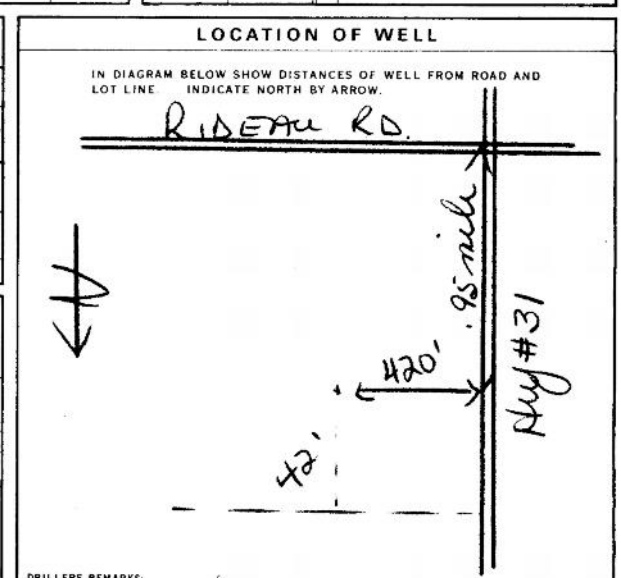 LOCATION OF WELL
IN DIAGRAM BELOW SHOW DISTANCES OF WELL FROM ROAD AND
LOT LINE. INDICATE NORTH BY ARROW.
RIDEAU RD.
.95 mile
N
420'
Hwy #31
42'
DRILLERS REMARKS: